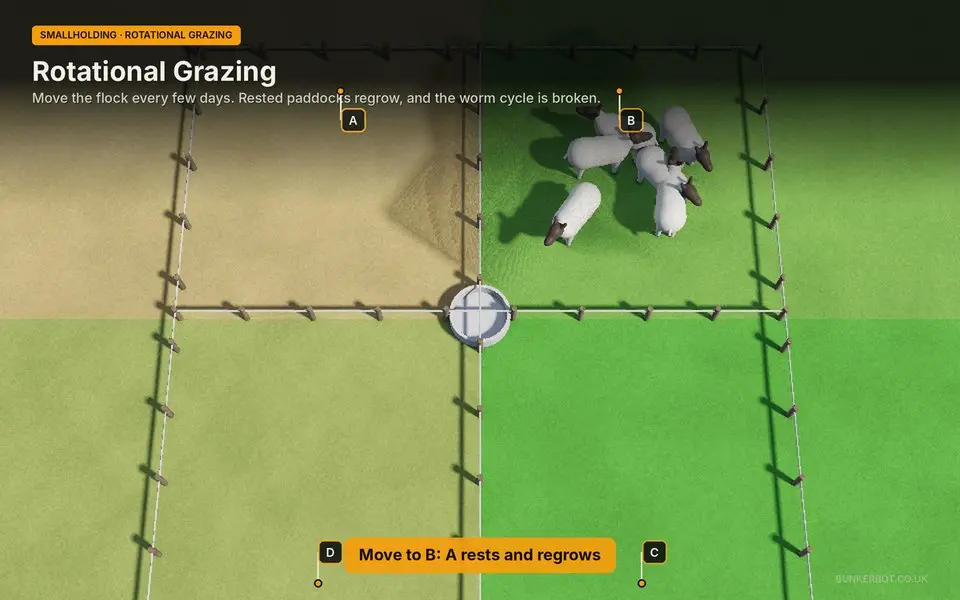 SMALLHOLDING · ROTATIONAL GRAZING
Rotational Grazing
Move the flock every few days. Rested paddocks regrow, and the worm cycle is broken.
A
B
D
Move to B: A rests and regrows
C
BUNKERBOT.CO.UK